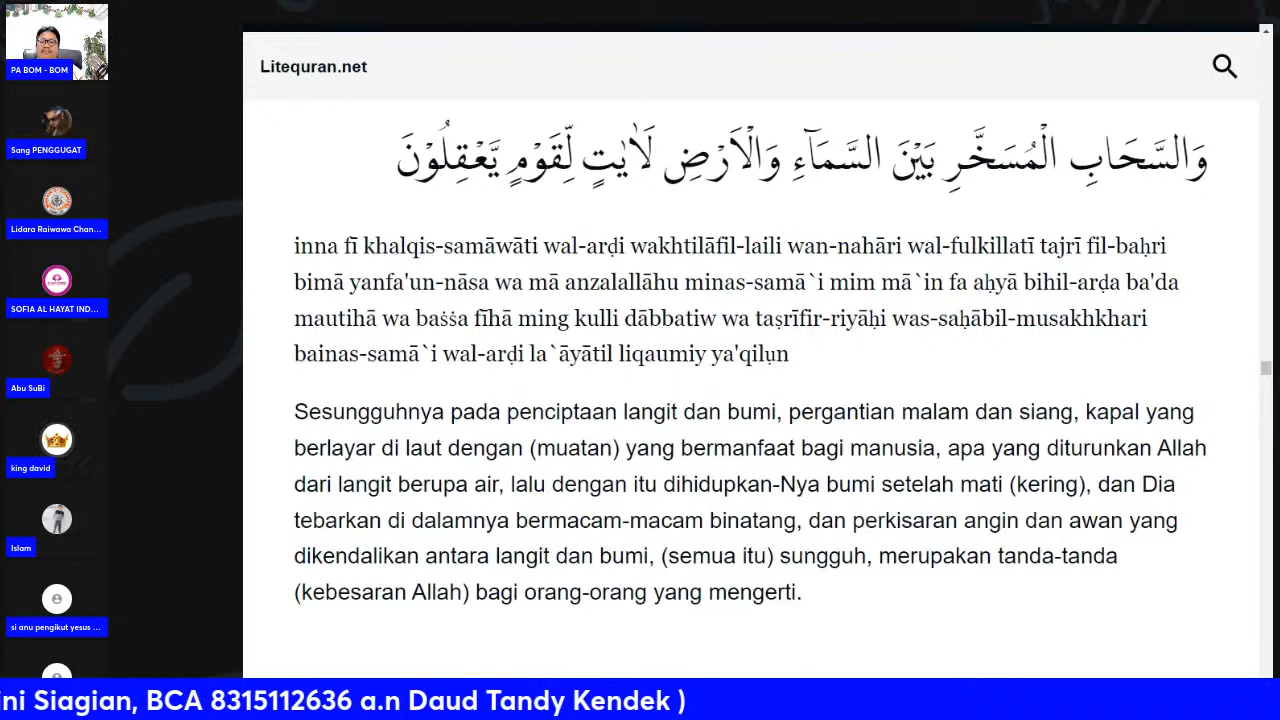 PA BOM - BOM
Sang PENGGUGAT
Lidara Raiwawa Chan...
SOFIA AL HAYAT IND...
Abu SuBi
king david
Islam
si anu pengikut yesus ...
Litequran.net
وَالسَّحَابِ الْمُسَخَّرِ بَيْنَ السَّمَاۤءِ وَالْاَرْضِ لَاٰيٰتٍ لِّقَوْمٍ يَّعْقِلُوْنَ
inna fī khalqis-samāwāti wal-arḍi wakhtilāfil-laili wan-nahāri wal-fulkillatī tajrī fil-baḥri
bimā yanfa'un-nāsa wa mā anzalallāhu minas-samā`i mim mā`in fa aḥyā bihil-arḍa ba'da
mautihā wa baṡṡa fīhā ming kulli dābbatiw wa taṣrīfir-riyāḥi was-saḥābil-musakhkhari
bainas-samā`i wal-arḍi la`āyātil liqaumiy ya'qilụn
Sesungguhnya pada penciptaan langit dan bumi, pergantian malam dan siang, kapal yang
berlayar di laut dengan (muatan) yang bermanfaat bagi manusia, apa yang diturunkan Allah
dari langit berupa air, lalu dengan itu dihidupkan-Nya bumi setelah mati (kering), dan Dia
tebarkan di dalamnya bermacam-macam binatang, dan perkisaran angin dan awan yang
dikendalikan antara langit dan bumi, (semua itu) sungguh, merupakan tanda-tanda
(kebesaran Allah) bagi orang-orang yang mengerti.
ini Siagian, BCA 8315112636 a.n Daud Tandy Kendek )